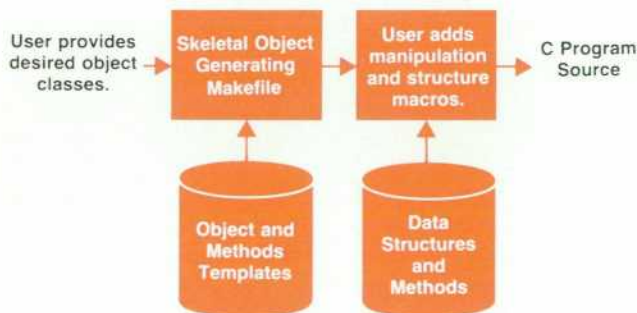 User provides
desired object
classes.
Skeletal Object
Generating
Makefile
User adds
manipulation
and structure
macros.
C Program
Source
Object and
Methods
Templates
Data
Structures
and
Methods